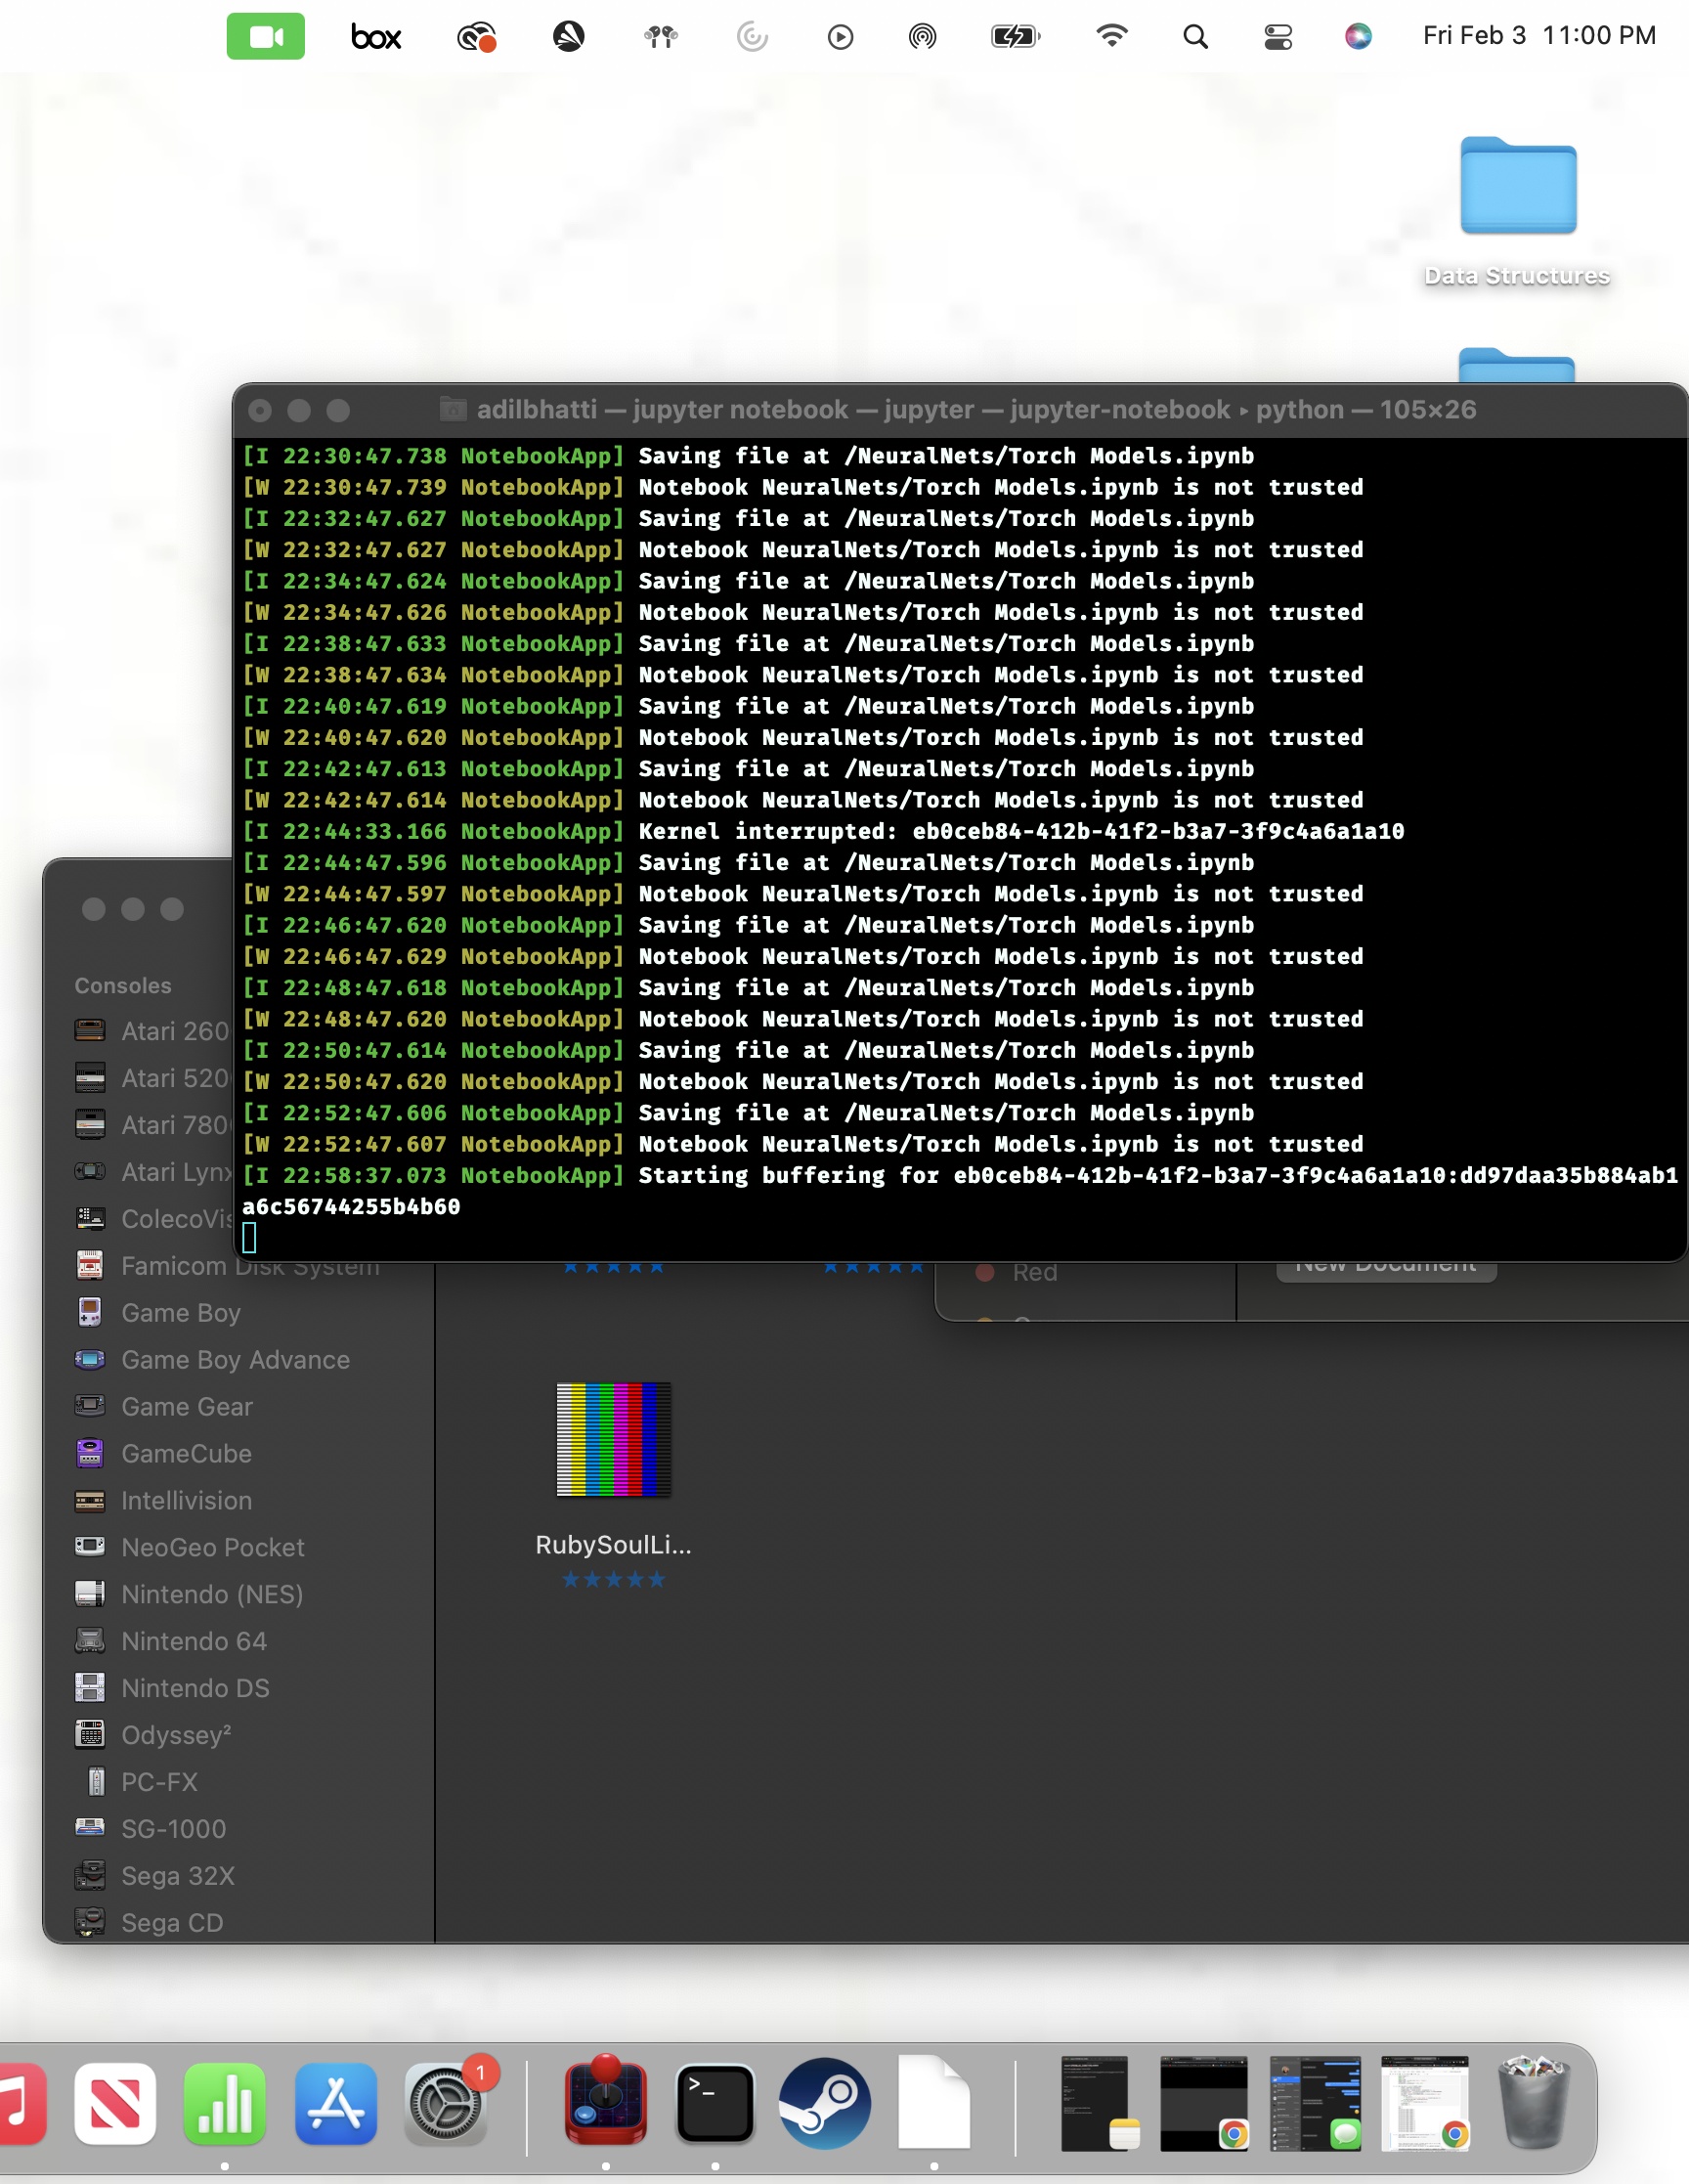 box
Fri Feb 3 11:00 PM
Data Structures
adilbhatti — jupyter notebook — jupyter — jupyter-notebook ▸ python — 105×26
[I 22:30:47.738 NotebookApp] Saving file at /NeuralNets/Torch Models.ipynb
[W 22:30:47.739 NotebookApp] Notebook NeuralNets/Torch Models.ipynb is not trusted
[I 22:32:47.627 NotebookApp] Saving file at /NeuralNets/Torch Models.ipynb
[W 22:32:47.627 NotebookApp] Notebook NeuralNets/Torch Models.ipynb is not trusted
[I 22:34:47.624 NotebookApp] Saving file at /NeuralNets/Torch Models.ipynb
[W 22:34:47.626 NotebookApp] Notebook NeuralNets/Torch Models.ipynb is not trusted
[I 22:38:47.633 NotebookApp] Saving file at /NeuralNets/Torch Models.ipynb
[W 22:38:47.634 NotebookApp] Notebook NeuralNets/Torch Models.ipynb is not trusted
[I 22:40:47.619 NotebookApp] Saving file at /NeuralNets/Torch Models.ipynb
[W 22:40:47.620 NotebookApp] Notebook NeuralNets/Torch Models.ipynb is not trusted
[I 22:42:47.613 NotebookApp] Saving file at /NeuralNets/Torch Models.ipynb
[W 22:42:47.614 NotebookApp] Notebook NeuralNets/Torch Models.ipynb is not trusted
[I 22:44:33.166 NotebookApp] Kernel interrupted: eb0ceb84-412b-41f2-b3a7-3f9c4a6a1a10
[I 22:44:47.596 NotebookApp] Saving file at /NeuralNets/Torch Models.ipynb
[W 22:44:47.597 NotebookApp] Notebook NeuralNets/Torch Models.ipynb is not trusted
[I 22:46:47.620 NotebookApp] Saving file at /NeuralNets/Torch Models.ipynb
[W 22:46:47.629 NotebookApp] Notebook NeuralNets/Torch Models.ipynb is not trusted
[I 22:48:47.618 NotebookApp] Saving file at /NeuralNets/Torch Models.ipynb
[W 22:48:47.620 NotebookApp] Notebook NeuralNets/Torch Models.ipynb is not trusted
[I 22:50:47.614 NotebookApp] Saving file at /NeuralNets/Torch Models.ipynb
[W 22:50:47.620 NotebookApp] Notebook NeuralNets/Torch Models.ipynb is not trusted
[I 22:52:47.606 NotebookApp] Saving file at /NeuralNets/Torch Models.ipynb
[W 22:52:47.607 NotebookApp] Notebook NeuralNets/Torch Models.ipynb is not trusted
[I 22:58:37.073 NotebookApp] Starting buffering for eb0ceb84-412b-41f2-b3a7-3f9c4a6a1a10:dd97daa35b884ab1
a6c56744255b4b60
Consoles
Atari 260
Atari 520
Atari 780
Atari Lynx
ColecoVis
Famicom Disk System
Game Boy
Game Boy Advance
Game Gear
GameCube
Intellivision
NeoGeo Pocket
Nintendo (NES)
Nintendo 64
Nintendo DS
Odyssey²
PC-FX
SG-1000
Sega 32X
Sega CD
★★★★★
★★★★★
Red
New Document
RubySoulLi...
★★★★★
1
>_